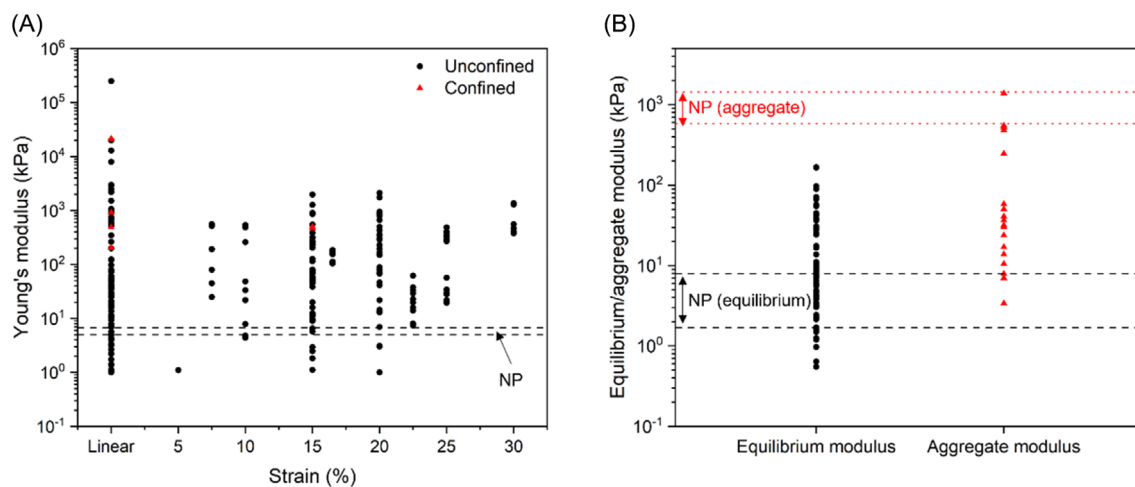 (A)
Young's modulus (kPa)
10^6
10^5
10^4
10^3
10^2
10^1
10^0
10^-1
Unconfined
Confined
NP
Linear 5 10 15 20 25 30
Strain (%)
(B)
Equilibrium/aggregate modulus (kPa)
10^3
10^2
10^1
10^0
10^-1
NP (aggregate)
NP (equilibrium)
Equilibrium modulus Aggregate modulus